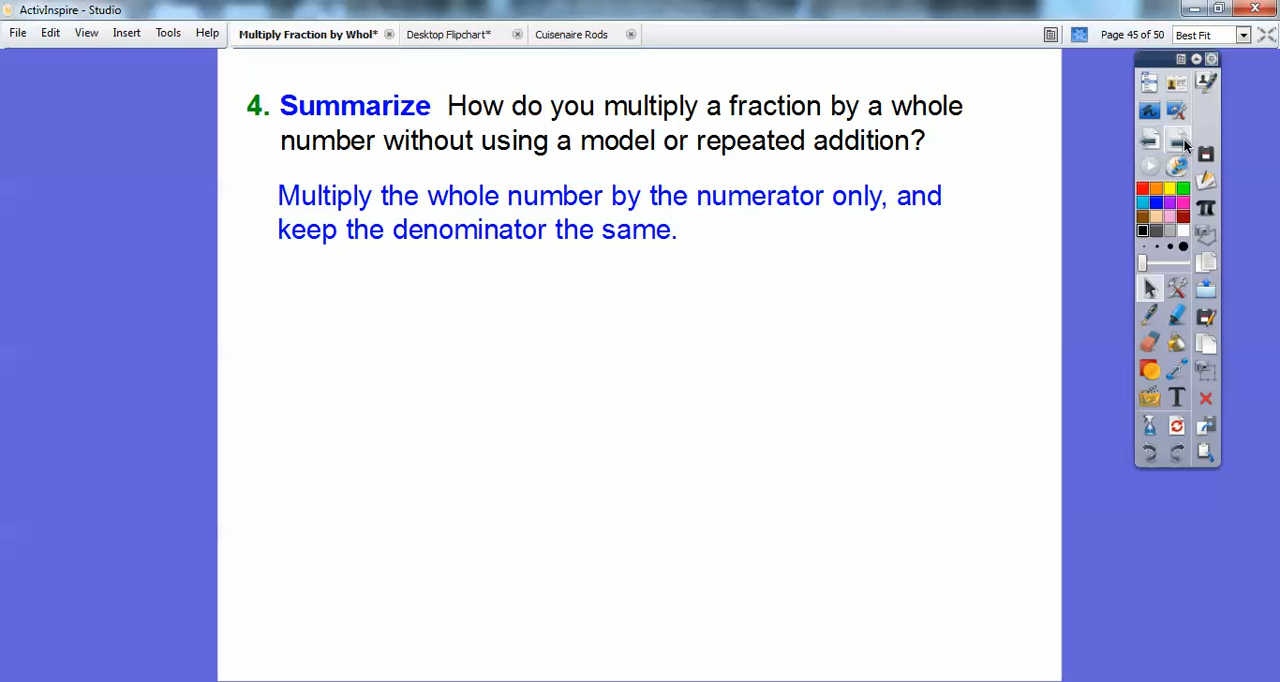 ActivInspire - Studio
File Edit View Insert Tools Help
Multiply Fraction by Whol* Desktop Flipchart* Cuisenaire Rods Page 45 of 50 Best Fit
4. Summarize How do you multiply a fraction by a whole
number without using a model or repeated addition?
Multiply the whole number by the numerator only, and
keep the denominator the same.